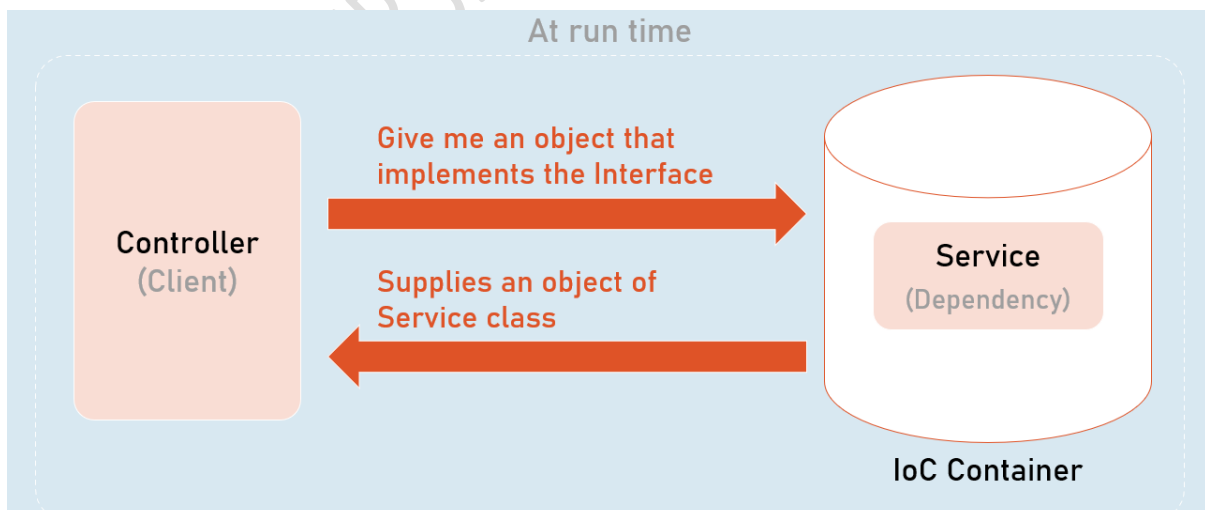 At run time
Give me an object that
implements the Interface
Controller
(Client)
Supplies an object of
Service class
Service
(Dependency)
IoC Container